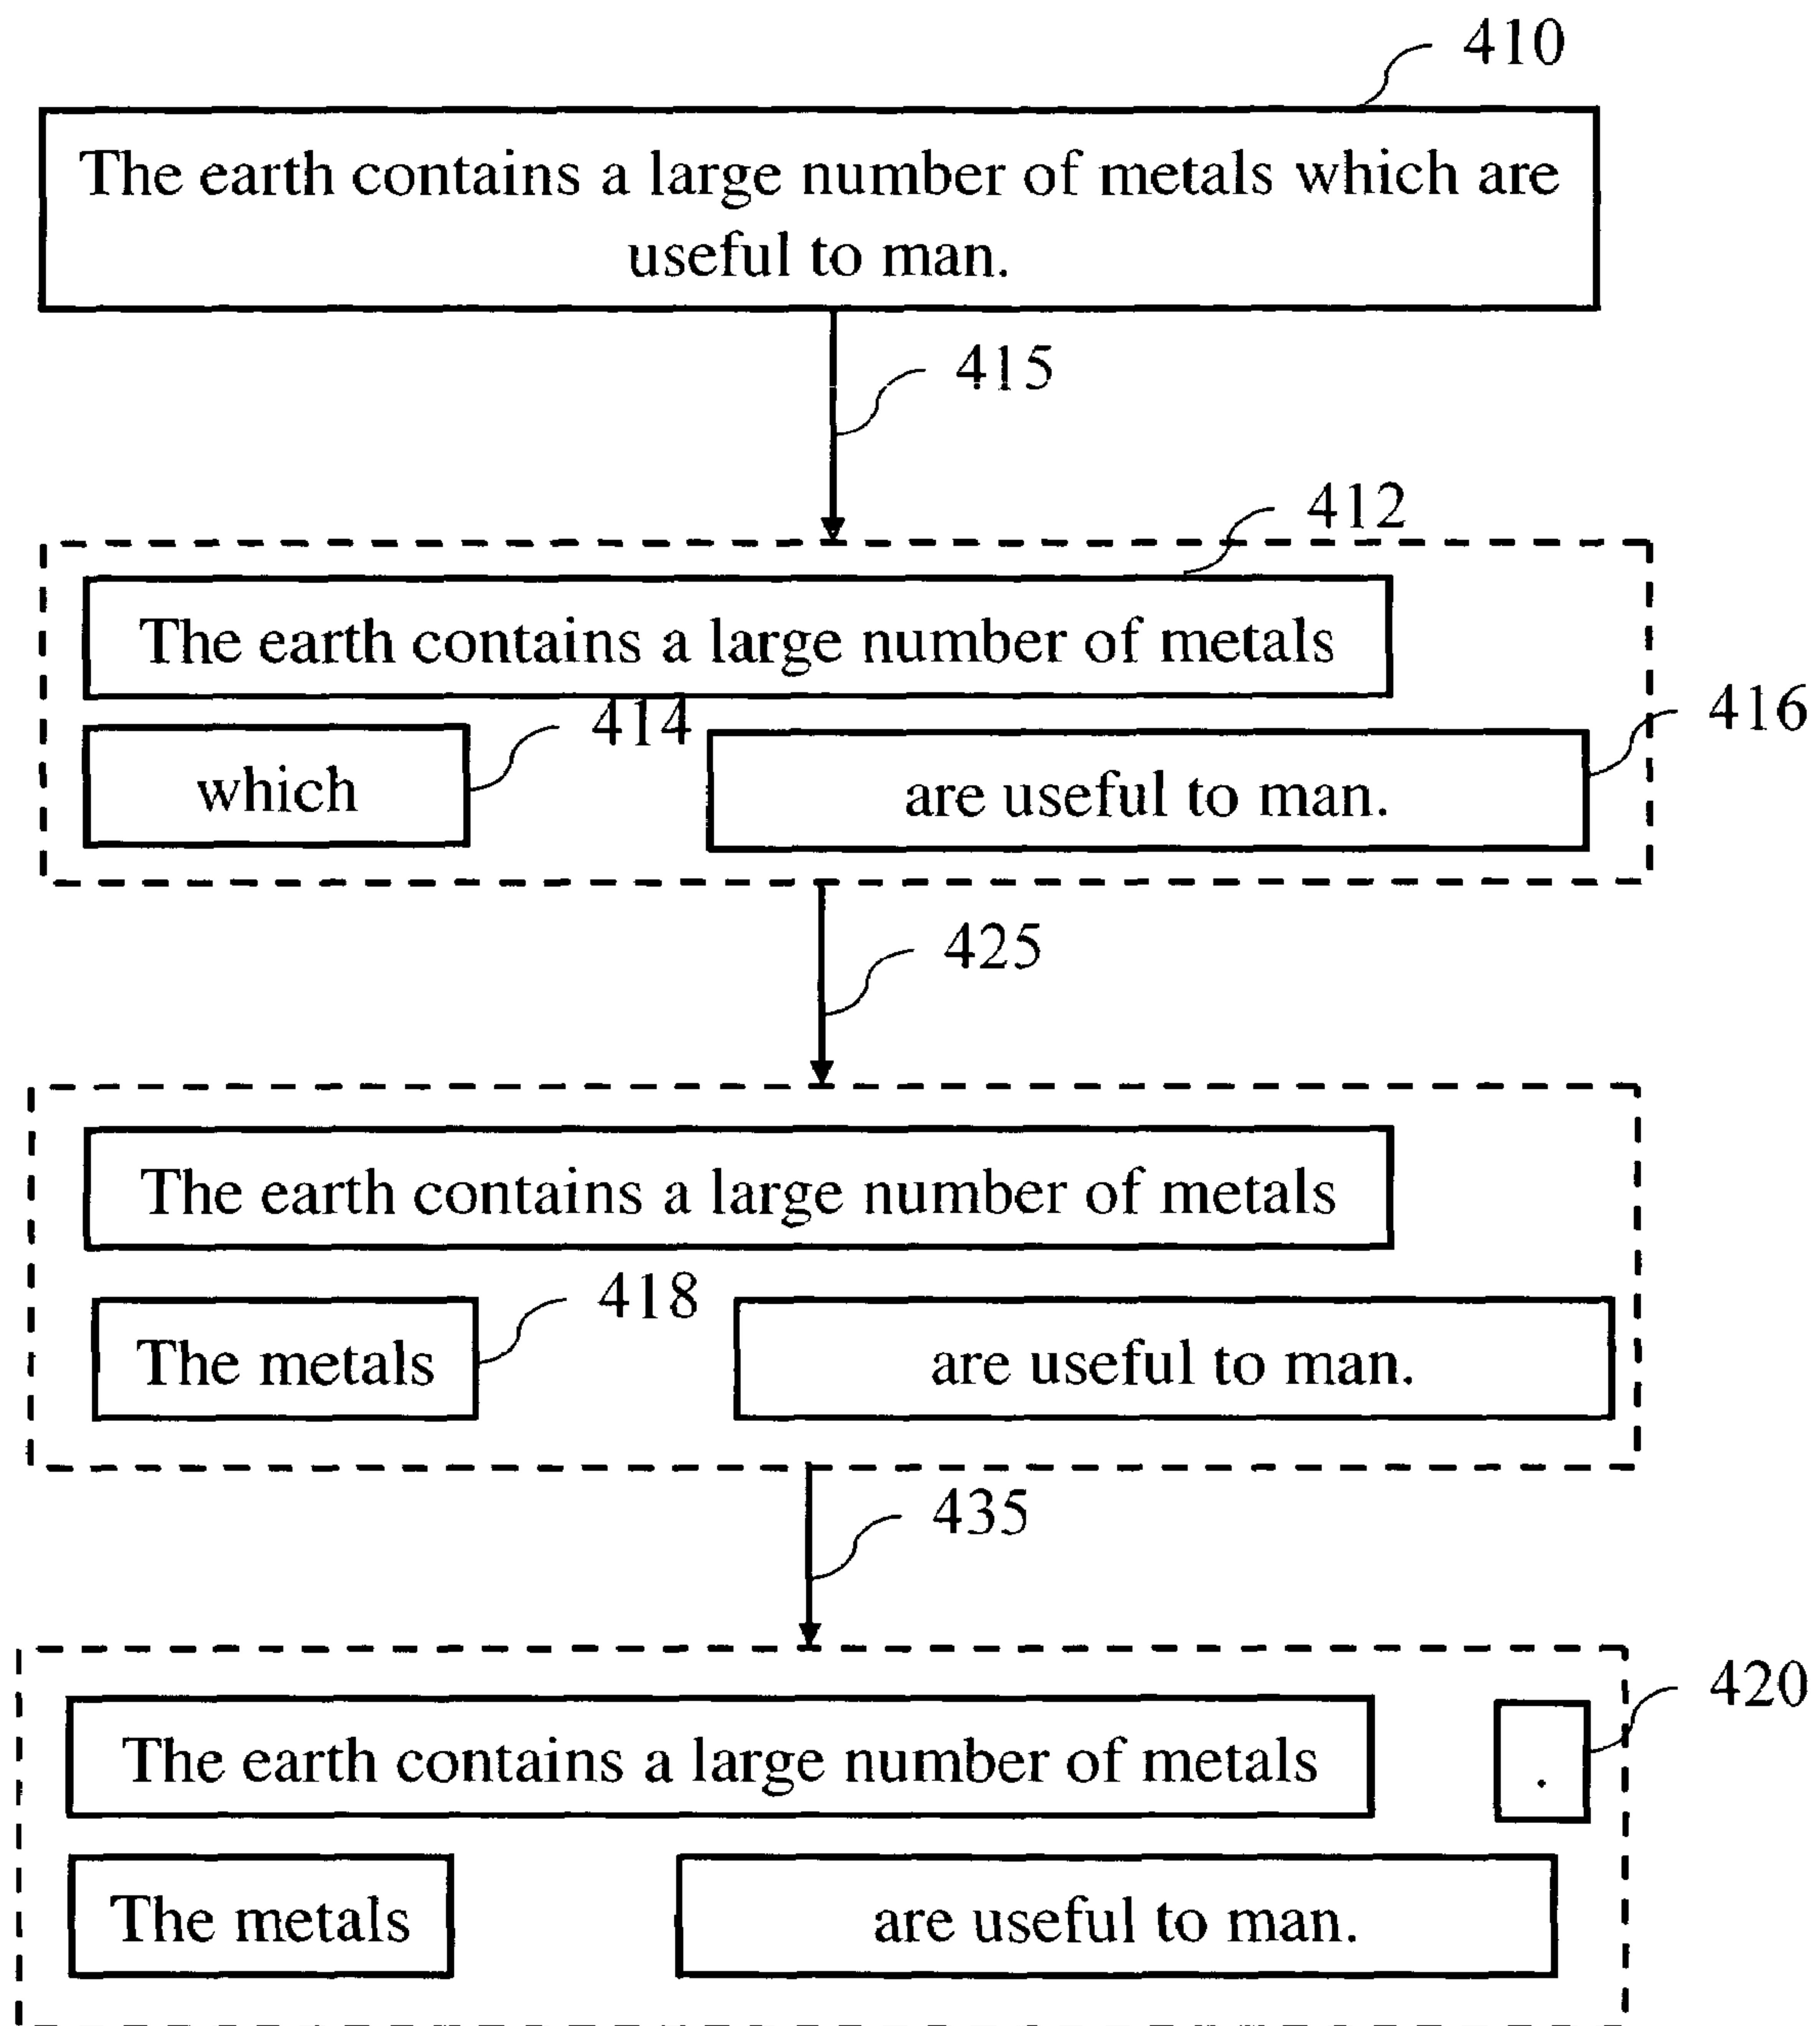 410
The earth contains a large number of metals which are
useful to man.
415
412
The earth contains a large number of metals
414
416
which
are useful to man.
425
The earth contains a large number of metals
418
The metals
are useful to man.
435
420
The earth contains a large number of metals
.
The metals
are useful to man.